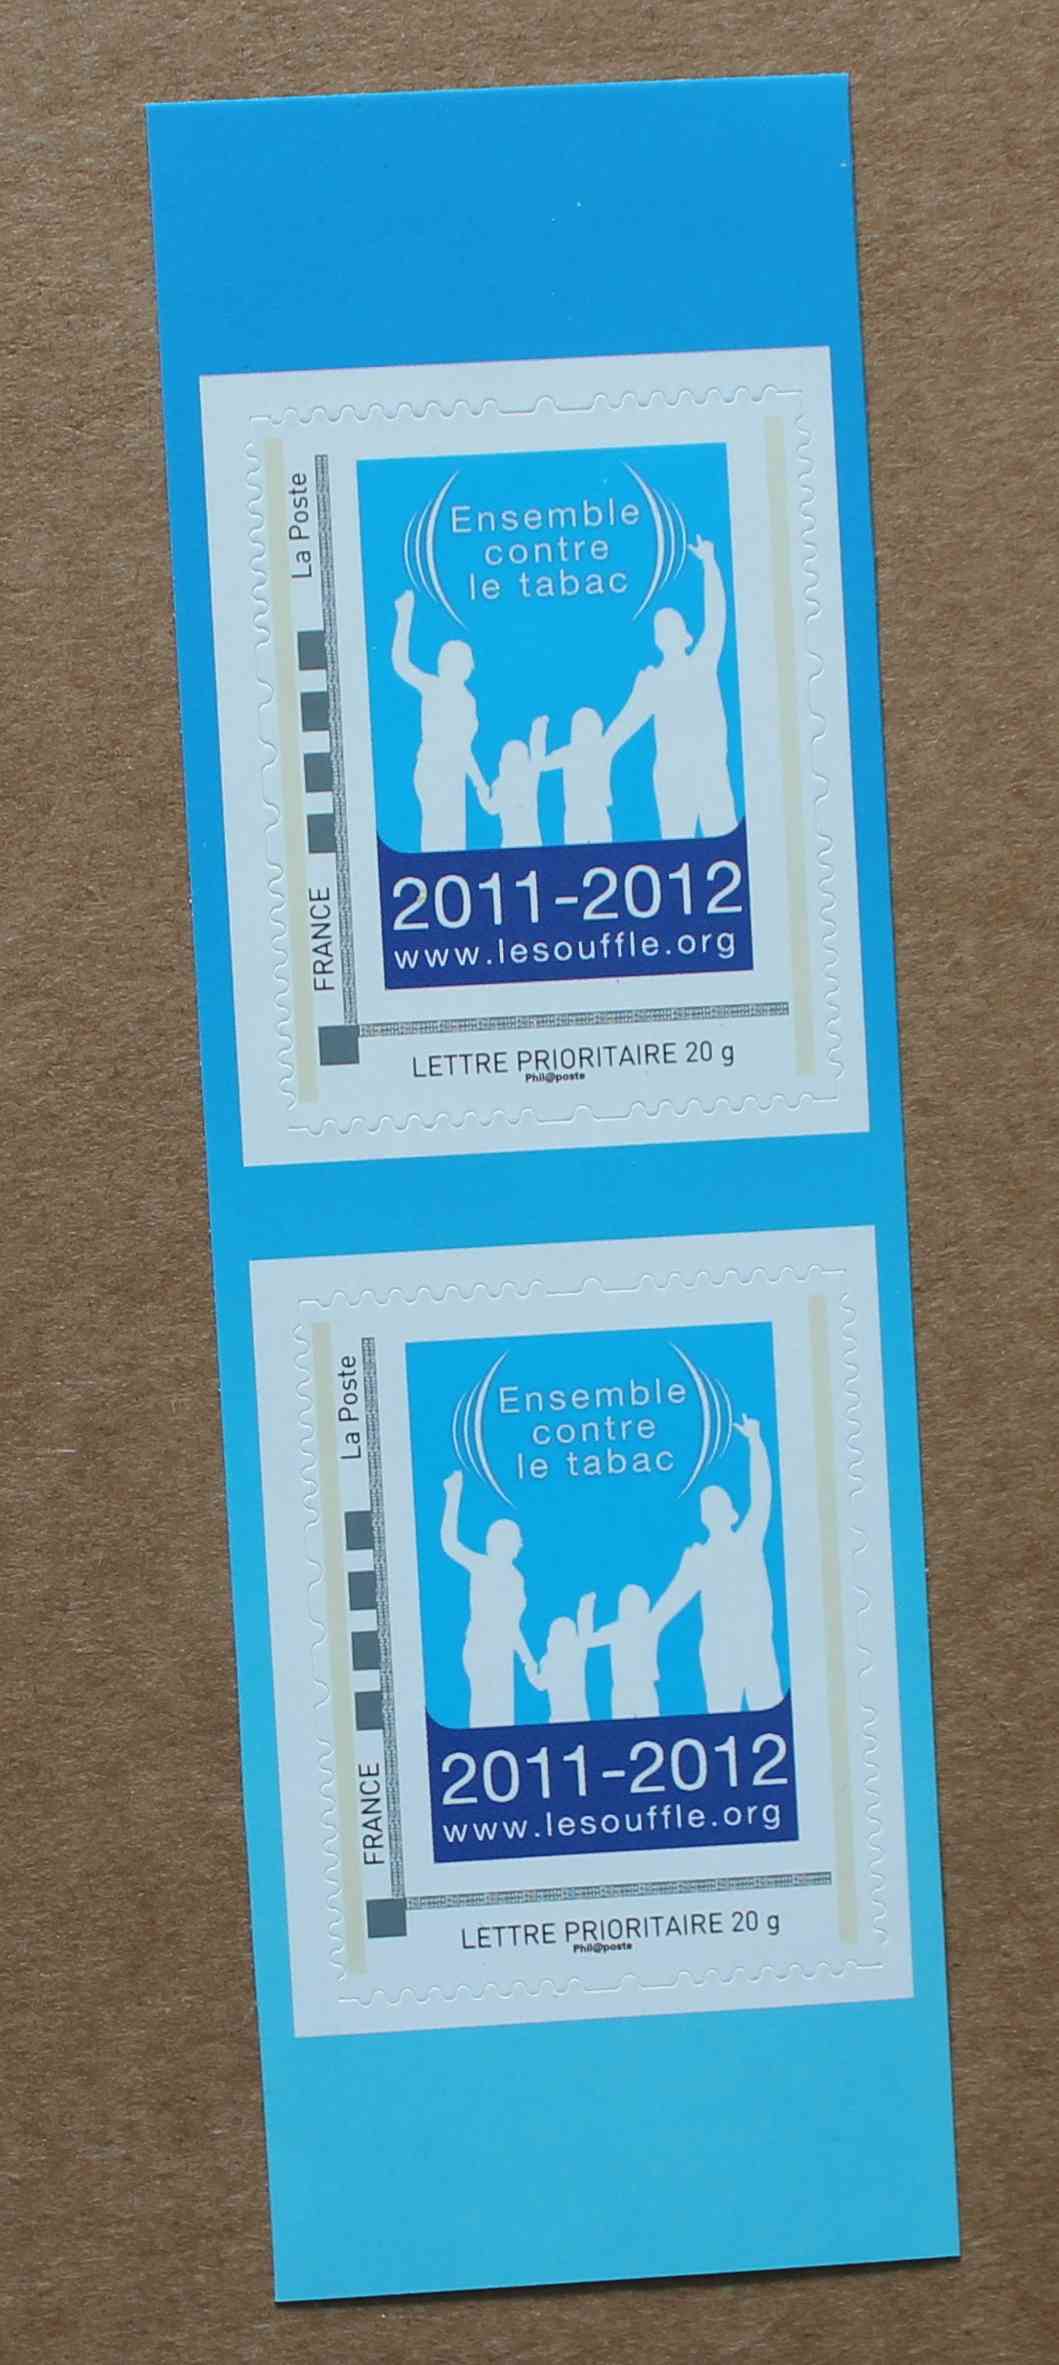 La Poste
FRANCE
Ensemble
contre
le tabac
2011-2012
www.lesouffle.org
LETTRE PRIORITAIRE 20 g
Phil@poste
La Poste
FRANCE
Ensemble
contre
le tabac
2011-2012
www.lesouffle.org
LETTRE PRIORITAIRE 20 g
Phil@poste